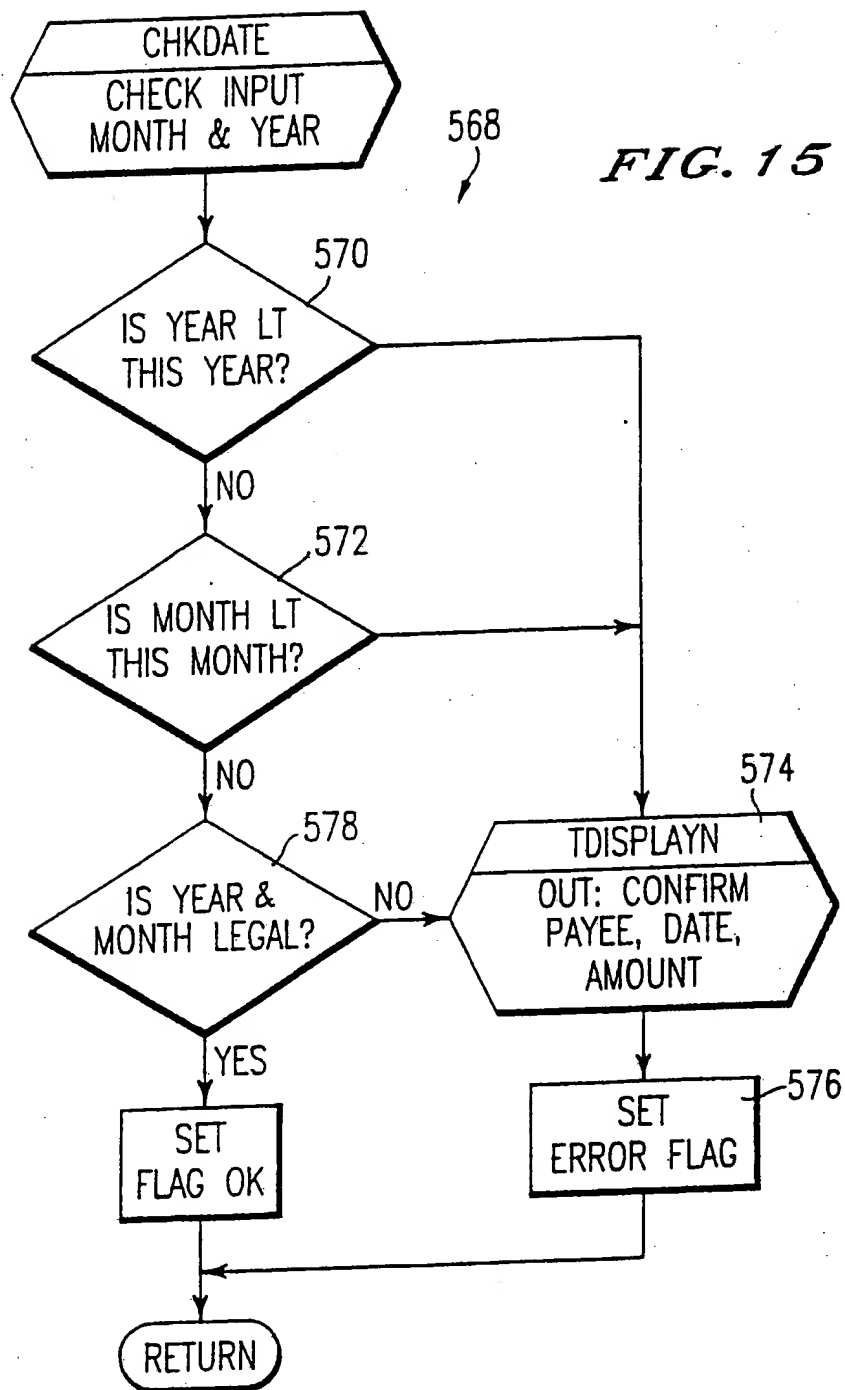 CHKDATE
CHECK INPUT
MONTH & YEAR
568
FIG. 15
570
IS YEAR LT
THIS YEAR?
NO
572
IS MONTH LT
THIS MONTH?
NO
578
IS YEAR &
MONTH LEGAL?
NO
574
TDISPLAYN
OUT: CONFIRM
PAYEE, DATE,
AMOUNT
YES
SET
FLAG OK
576
SET
ERROR FLAG
RETURN